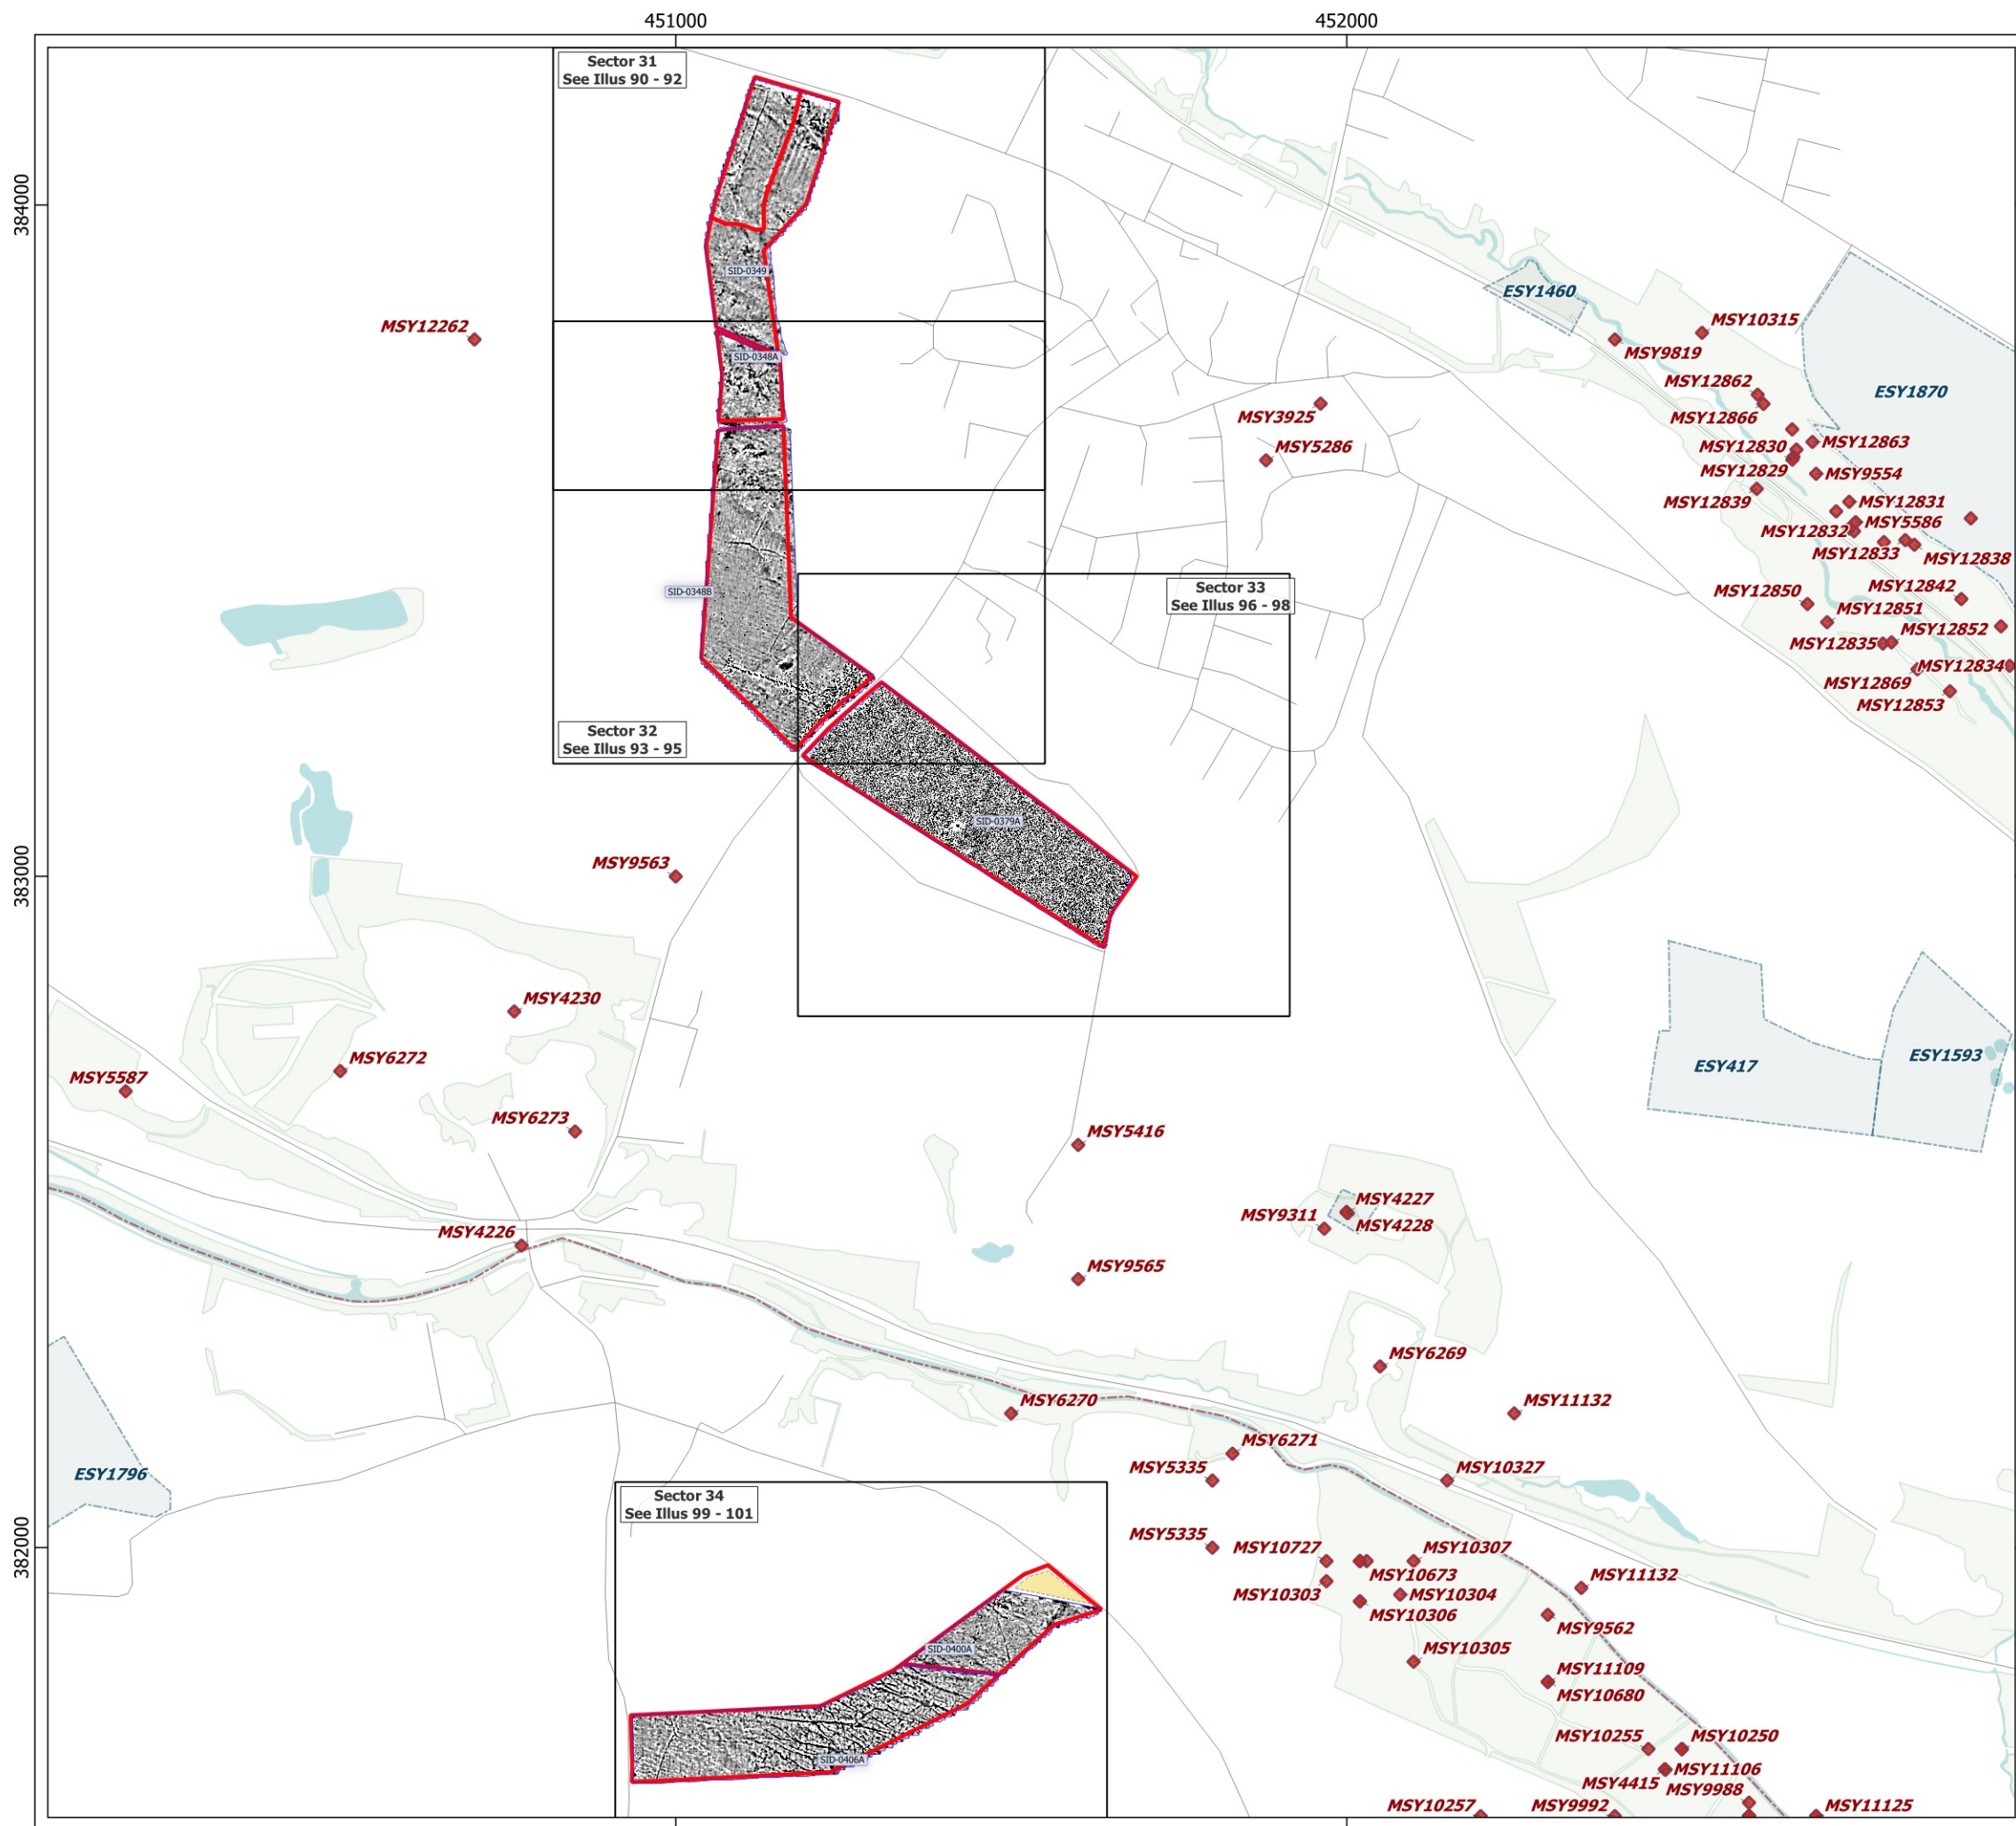 451000
452000
Sector 31
See Illus 90 - 92
384000
SID-0349
ESY1460
MSY10315
MSY12262
MSY9819
SID-0348A
MSY12862
ESY1870
MSY3925
MSY12866
MSY5286
MSY12830
MSY12863
MSY12829
MSY9554
MSY12839
MSY12831
MSY5586
MSY12832
MSY12833
MSY12838
Sector 33
See Illus 96 - 98
SID-0348B
MSY12850
MSY12842
MSY12851
MSY12852
MSY12835
MSY12834
MSY12869
MSY12853
Sector 32
See Illus 93 - 95
SID-0379A
383000
MSY9563
MSY4230
MSY6272
MSY5587
MSY6273
ESY417
ESY1593
MSY5416
MSY4227
MSY9311
MSY4228
MSY4226
MSY9565
MSY6269
MSY6270
MSY11132
MSY6271
ESY1796
MSY5335
MSY10327
Sector 34
See Illus 99 - 101
382000
MSY5335
MSY10727
MSY10307
MSY10673
MSY11132
MSY10303
MSY10304
MSY10306
MSY9562
SID-0400A
MSY10305
MSY11109
MSY10680
MSY10255
MSY10250
SID-0406A
MSY11106
MSY4415
MSY9988
MSY10257
MSY9992
MSY11125